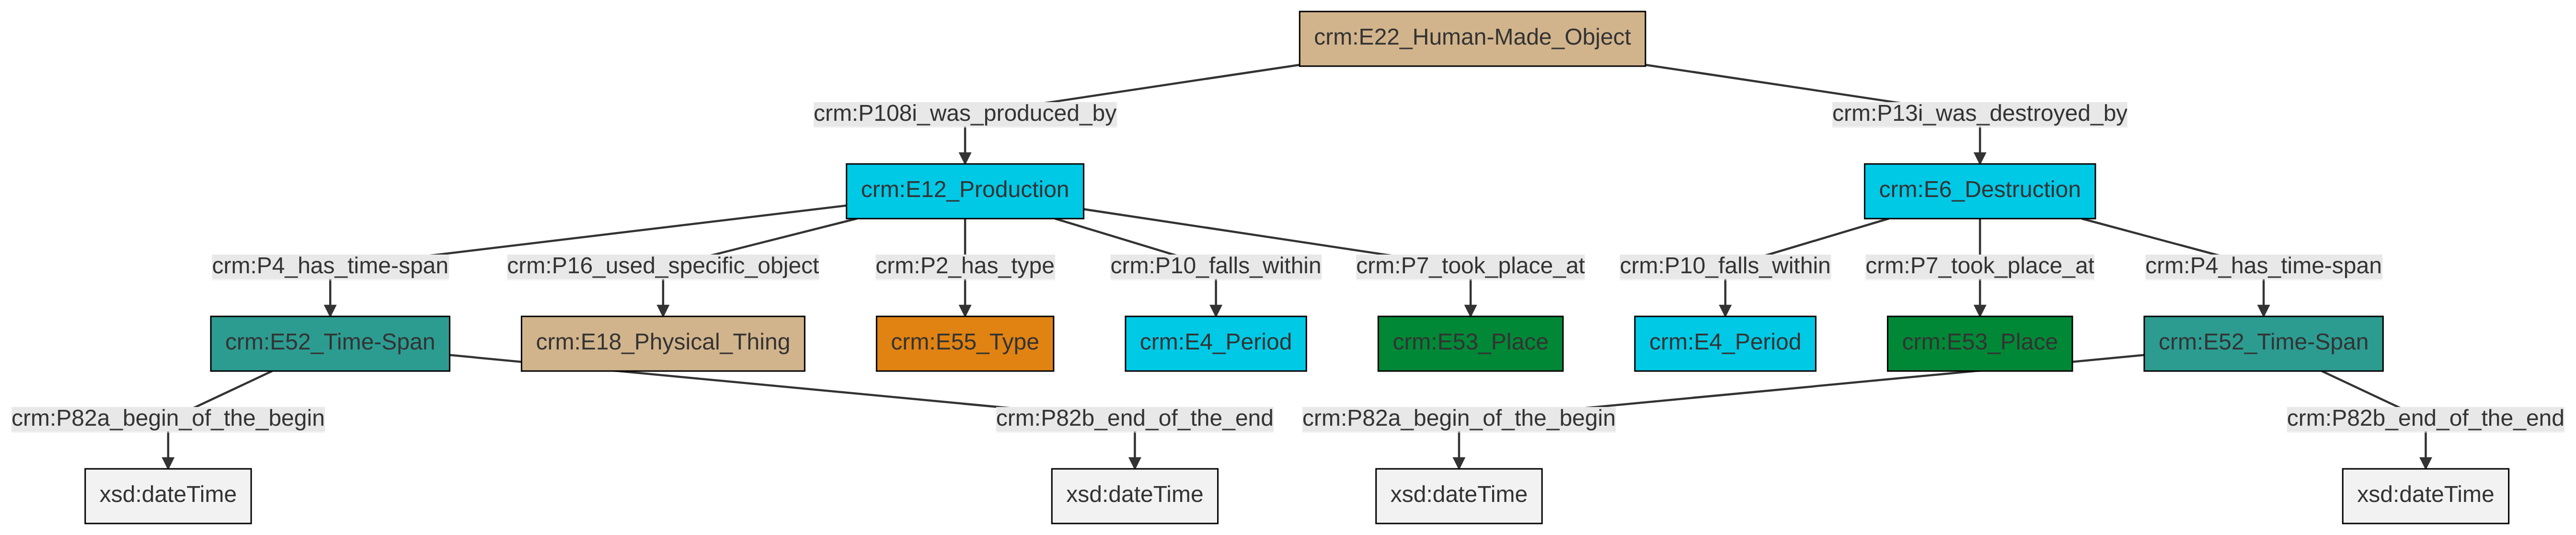 crm:E22_Human-Made_Object
crm:P108i_was_produced_by
crm:P13i_was_destroyed_by
crm:E12_Production
crm:E6_Destruction
crm:P4_has_time-span
crm:P16_used_specific_object
crm:P2_has_type
crm:P10_falls_within
crm:P7_took_place_at
crm:P10_falls_within
crm:P7_took_place_at
crm:P4_has_time-span
crm:E52_Time-Span
crm:E18_Physical_Thing
crm:E55_Type
crm:E4_Period
crm:E53_Place
crm:E4_Period
crm:E53_Place
crm:E52_Time-Span
crm:P82a_begin_of_the_begin
crm:P82b_end_of_the_end
crm:P82a_begin_of_the_begin
crm:P82b_end_of_the_end
xsd:dateTime
xsd:dateTime
xsd:dateTime
xsd:dateTime